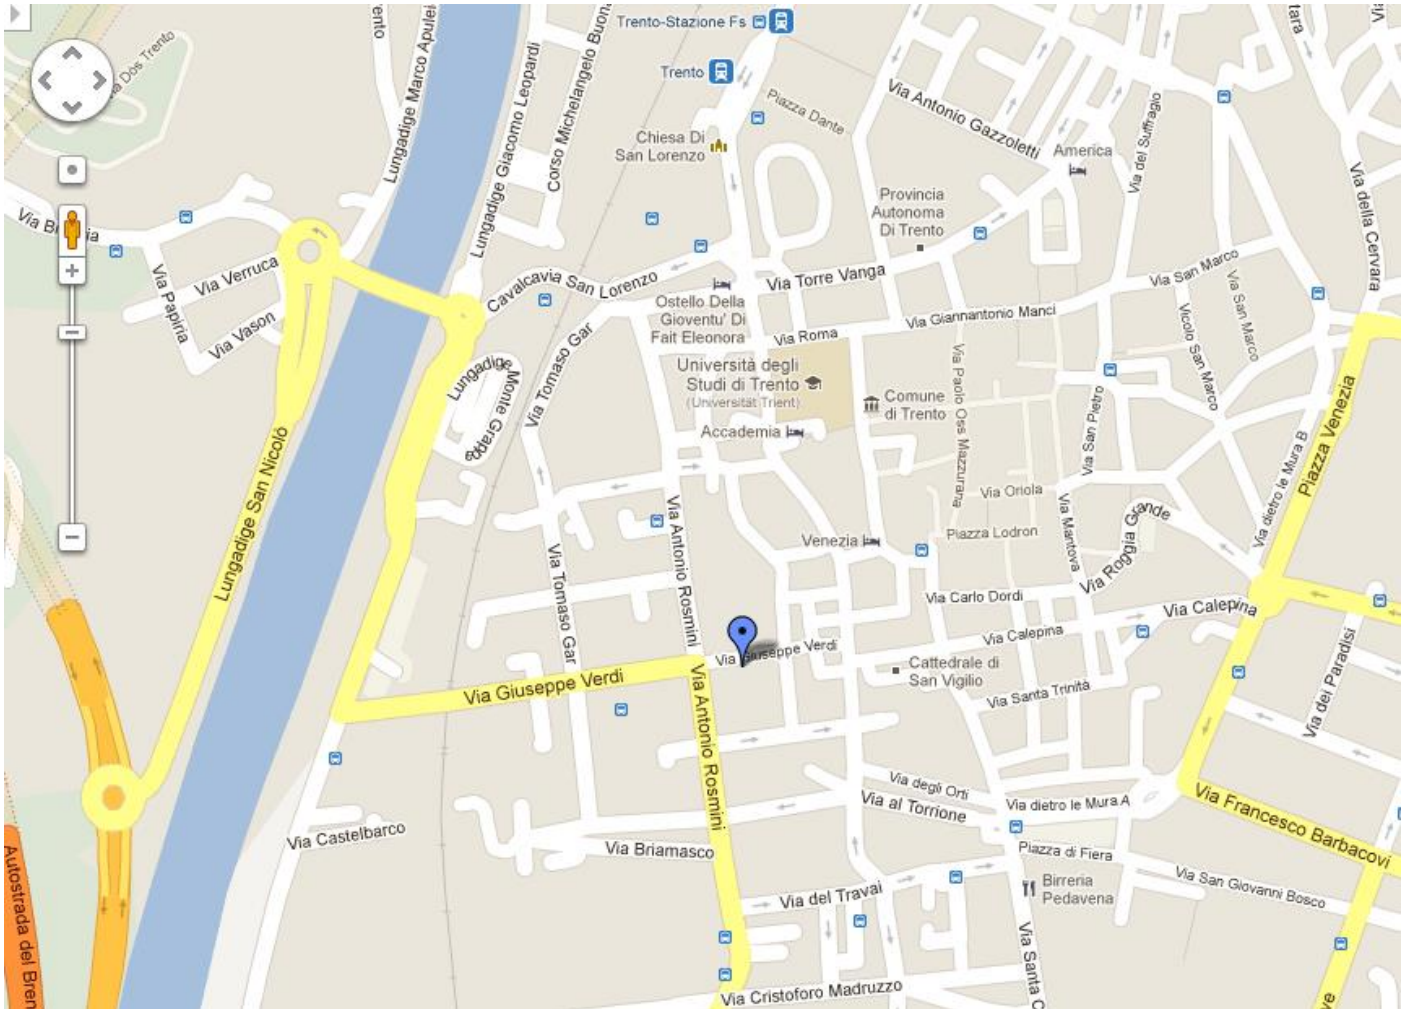 Trento-Stazione Fs
Trento
Piazza Dante
Chiesa Di
San Lorenzo
Via Antonio Gazzoletti
America
Via del Suffragio
Via della Cervara
Provincia
Autonoma
Di Trento
Lungadige Marco Apulei
Lungadige Giacomo Leopardi
Corso Michelangelo Buon
Via Verruca
Via Vason
Via Papiria
Cavalcavia San Lorenzo
Via Torre Vanga
Via San Marco
Via San Marco
Vicolo San Marco
Ostello Della
Gioventu' Di
Fait Eleonora
Via Roma
Via Giannantonio Manci
Via Tomaso Gar
Lungadige
Monte Grappa
Università degli
Studi di Trento
(Universität Trient)
Comune
di Trento
Via Paolo Oss Mazzurana
Via San Pietro
Accademia
Piazza Venezia
Via dietro le Mura B
Lungadige San Nicolò
Via Antonio Rosmini
Via Oriola
Via Mantova
Via Roggia Grande
Piazza Lodron
Venezia
Via Tomaso Gar
Via Carlo Dordi
Via Calepina
Via Calepina
Via Giuseppe Verdi
Via Giuseppe Verdi
Cattedrale di
San Vigilio
Via Santa Trinità
Via dei Paradisi
Via Antonio Rosmini
Via degli Orti
Via al Torrione
Via dietro le Mura A
Via Francesco Barbacovi
Via Castelbarco
Via Briamasco
Piazza di Fiera
Via San Giovanni Bosco
Birreria
Pedavena
Via del Travai
Via Santa C
Autostrada del Bren
Via Cristoforo Madruzzo